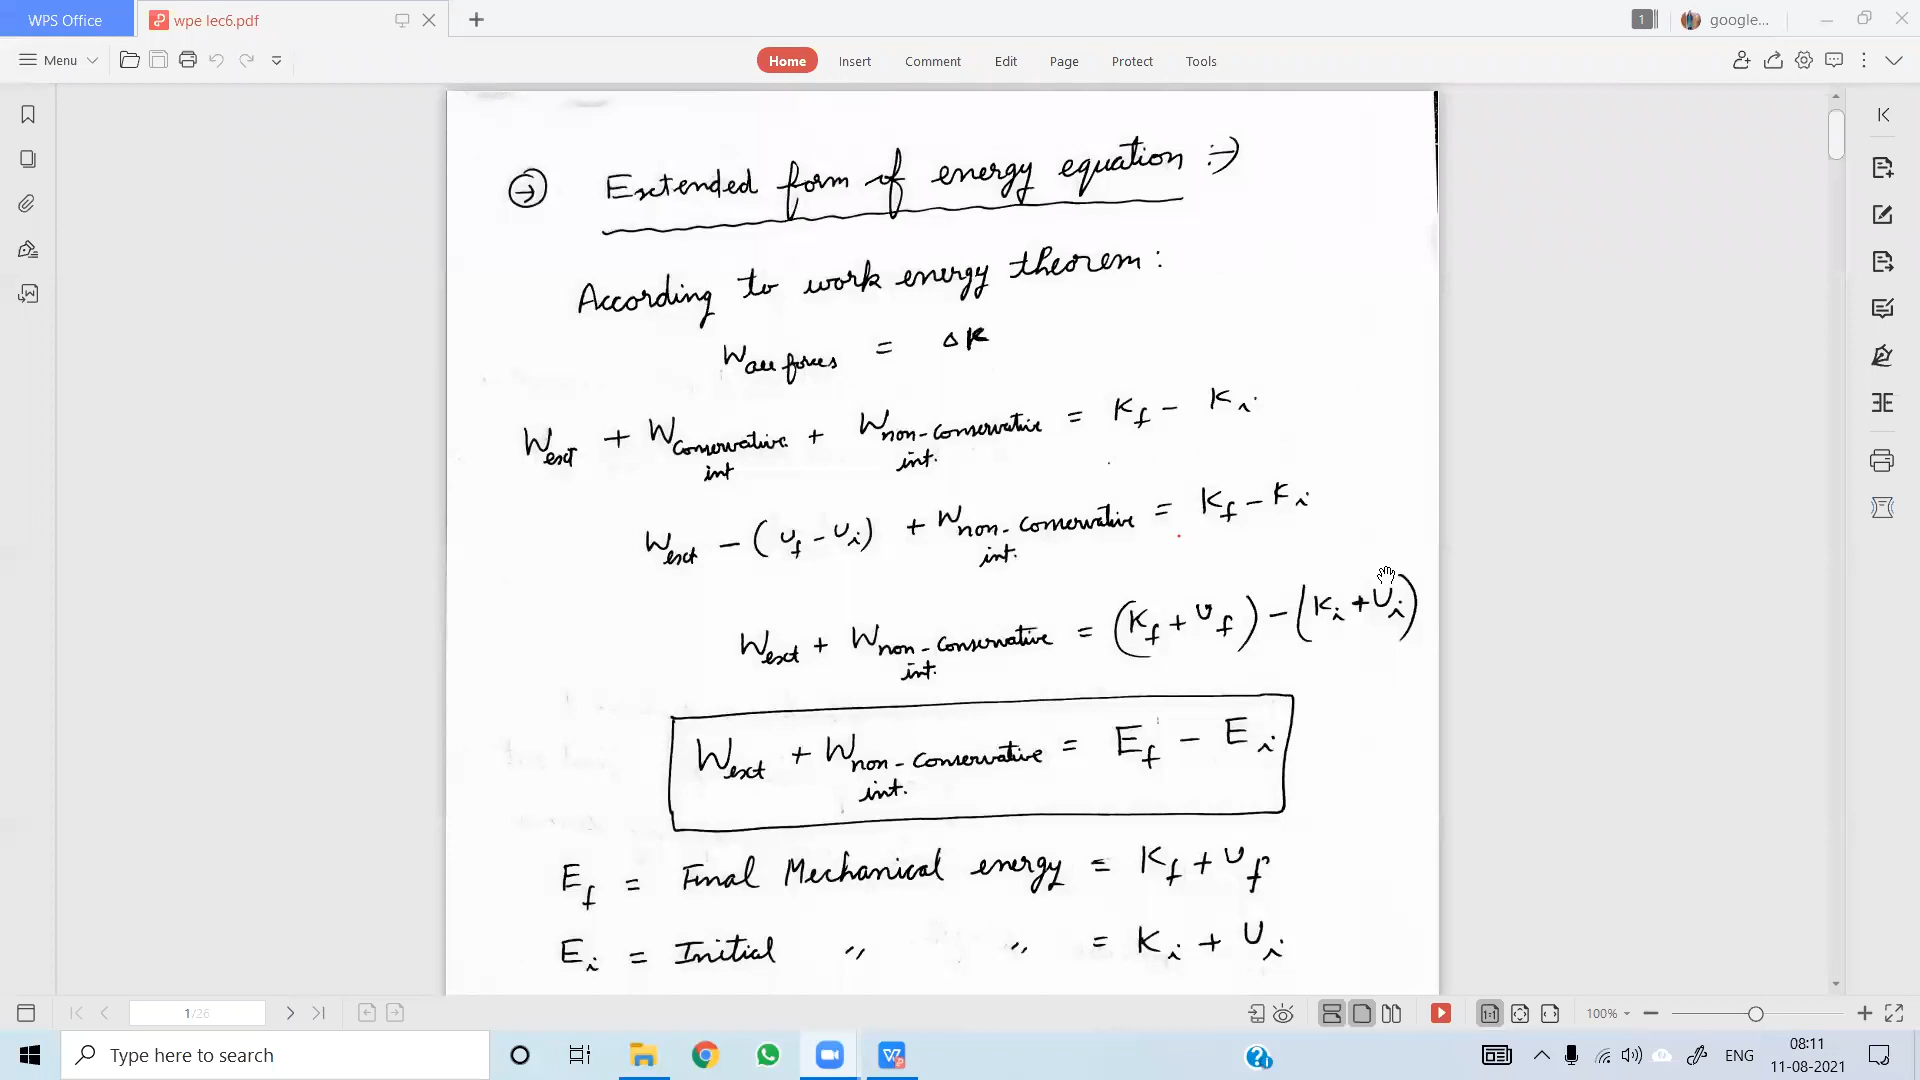 WPS Office
wpe lec6.pdf
1
google...
Menu
Home Insert Comment Edit Page Protect Tools
Extended form of energy equation :-)
According to work energy theorem :
W all forces = ΔK
W ext + W conservative int + W non-conservative int. = K f - K i
W ext - (U f - U i) + W non-conservative int. = K f - K i
W ext + W non-conservative int. = (K f + U f) - (K i + U i)
W ext + W non-conservative int. = E f - E i
E f = Final Mechanical energy = K f + U f
E i = Initial " " = K i + U i
1/26
1:1
100%
Type here to search
ENG
08:11
11-08-2021